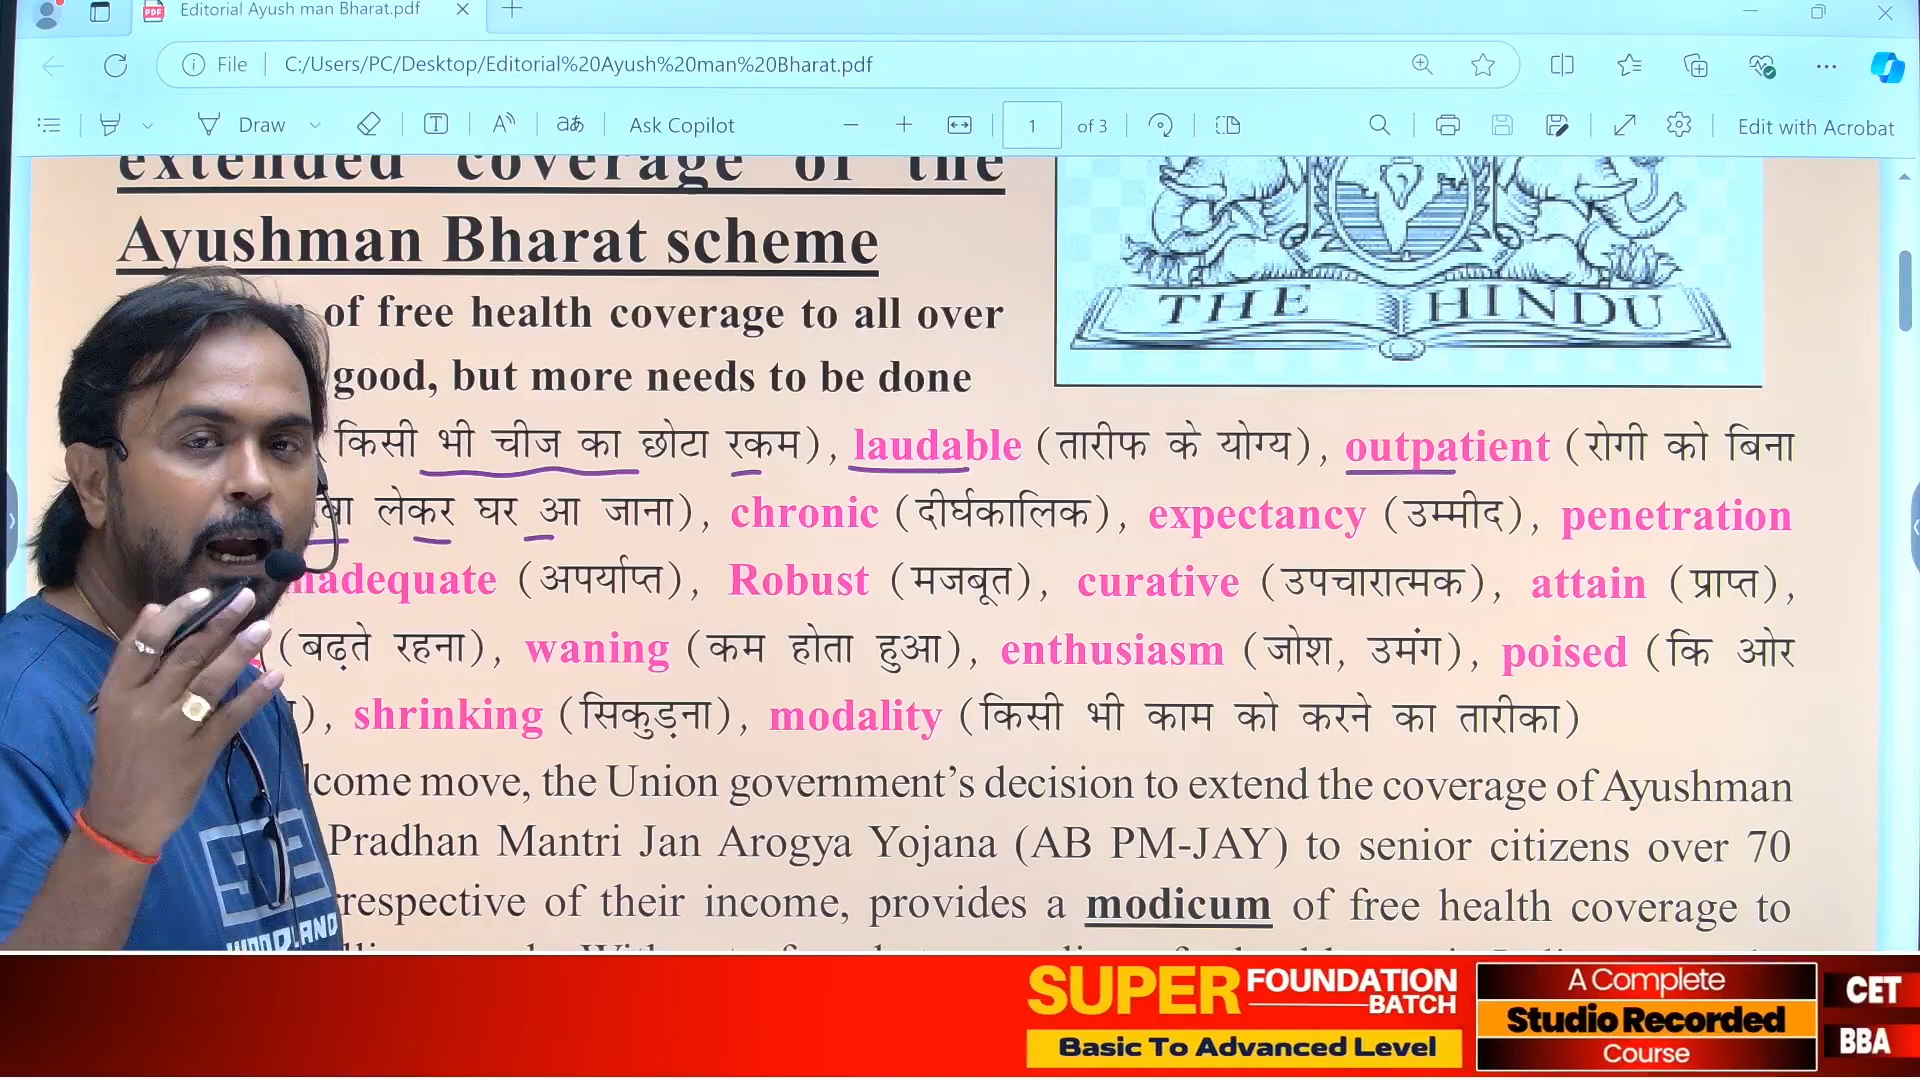 Editorial Ayush man Bharat.pdf
File
C:/Users/PC/Desktop/Editorial%20Ayush%20man%20Bharat.pdf
Draw
Ask Copilot
1
of 3
Edit with Acrobat
extended coverage of the
Ayushman Bharat scheme
of free health coverage to all over
good, but more needs to be done
THE HINDU
(किसी भी चीज का छोटा रकम), laudable (तारीफ के योग्य), outpatient (रोगी को बिना
लेकर घर आ जाना), chronic (दीर्घकालिक), expectancy (उम्मीद), penetration
(अपर्याप्त), Robust (मजबूत), curative (उपचारात्मक), attain (प्राप्त),
(बढ़ते रहना), waning (कम होता हुआ), enthusiasm (जोश, उमंग), poised (कि ओर
), shrinking (सिकुड़ना), modality (किसी भी काम को करने का तारीका)
move, the Union government's decision to extend the coverage of Ayushman
Pradhan Mantri Jan Arogya Yojana (AB PM-JAY) to senior citizens over 70
of their income, provides a modicum of free health coverage to
SUPER FOUNDATION BATCH
Basic To Advanced Level
A Complete
Studio Recorded
Course
CET
BBA